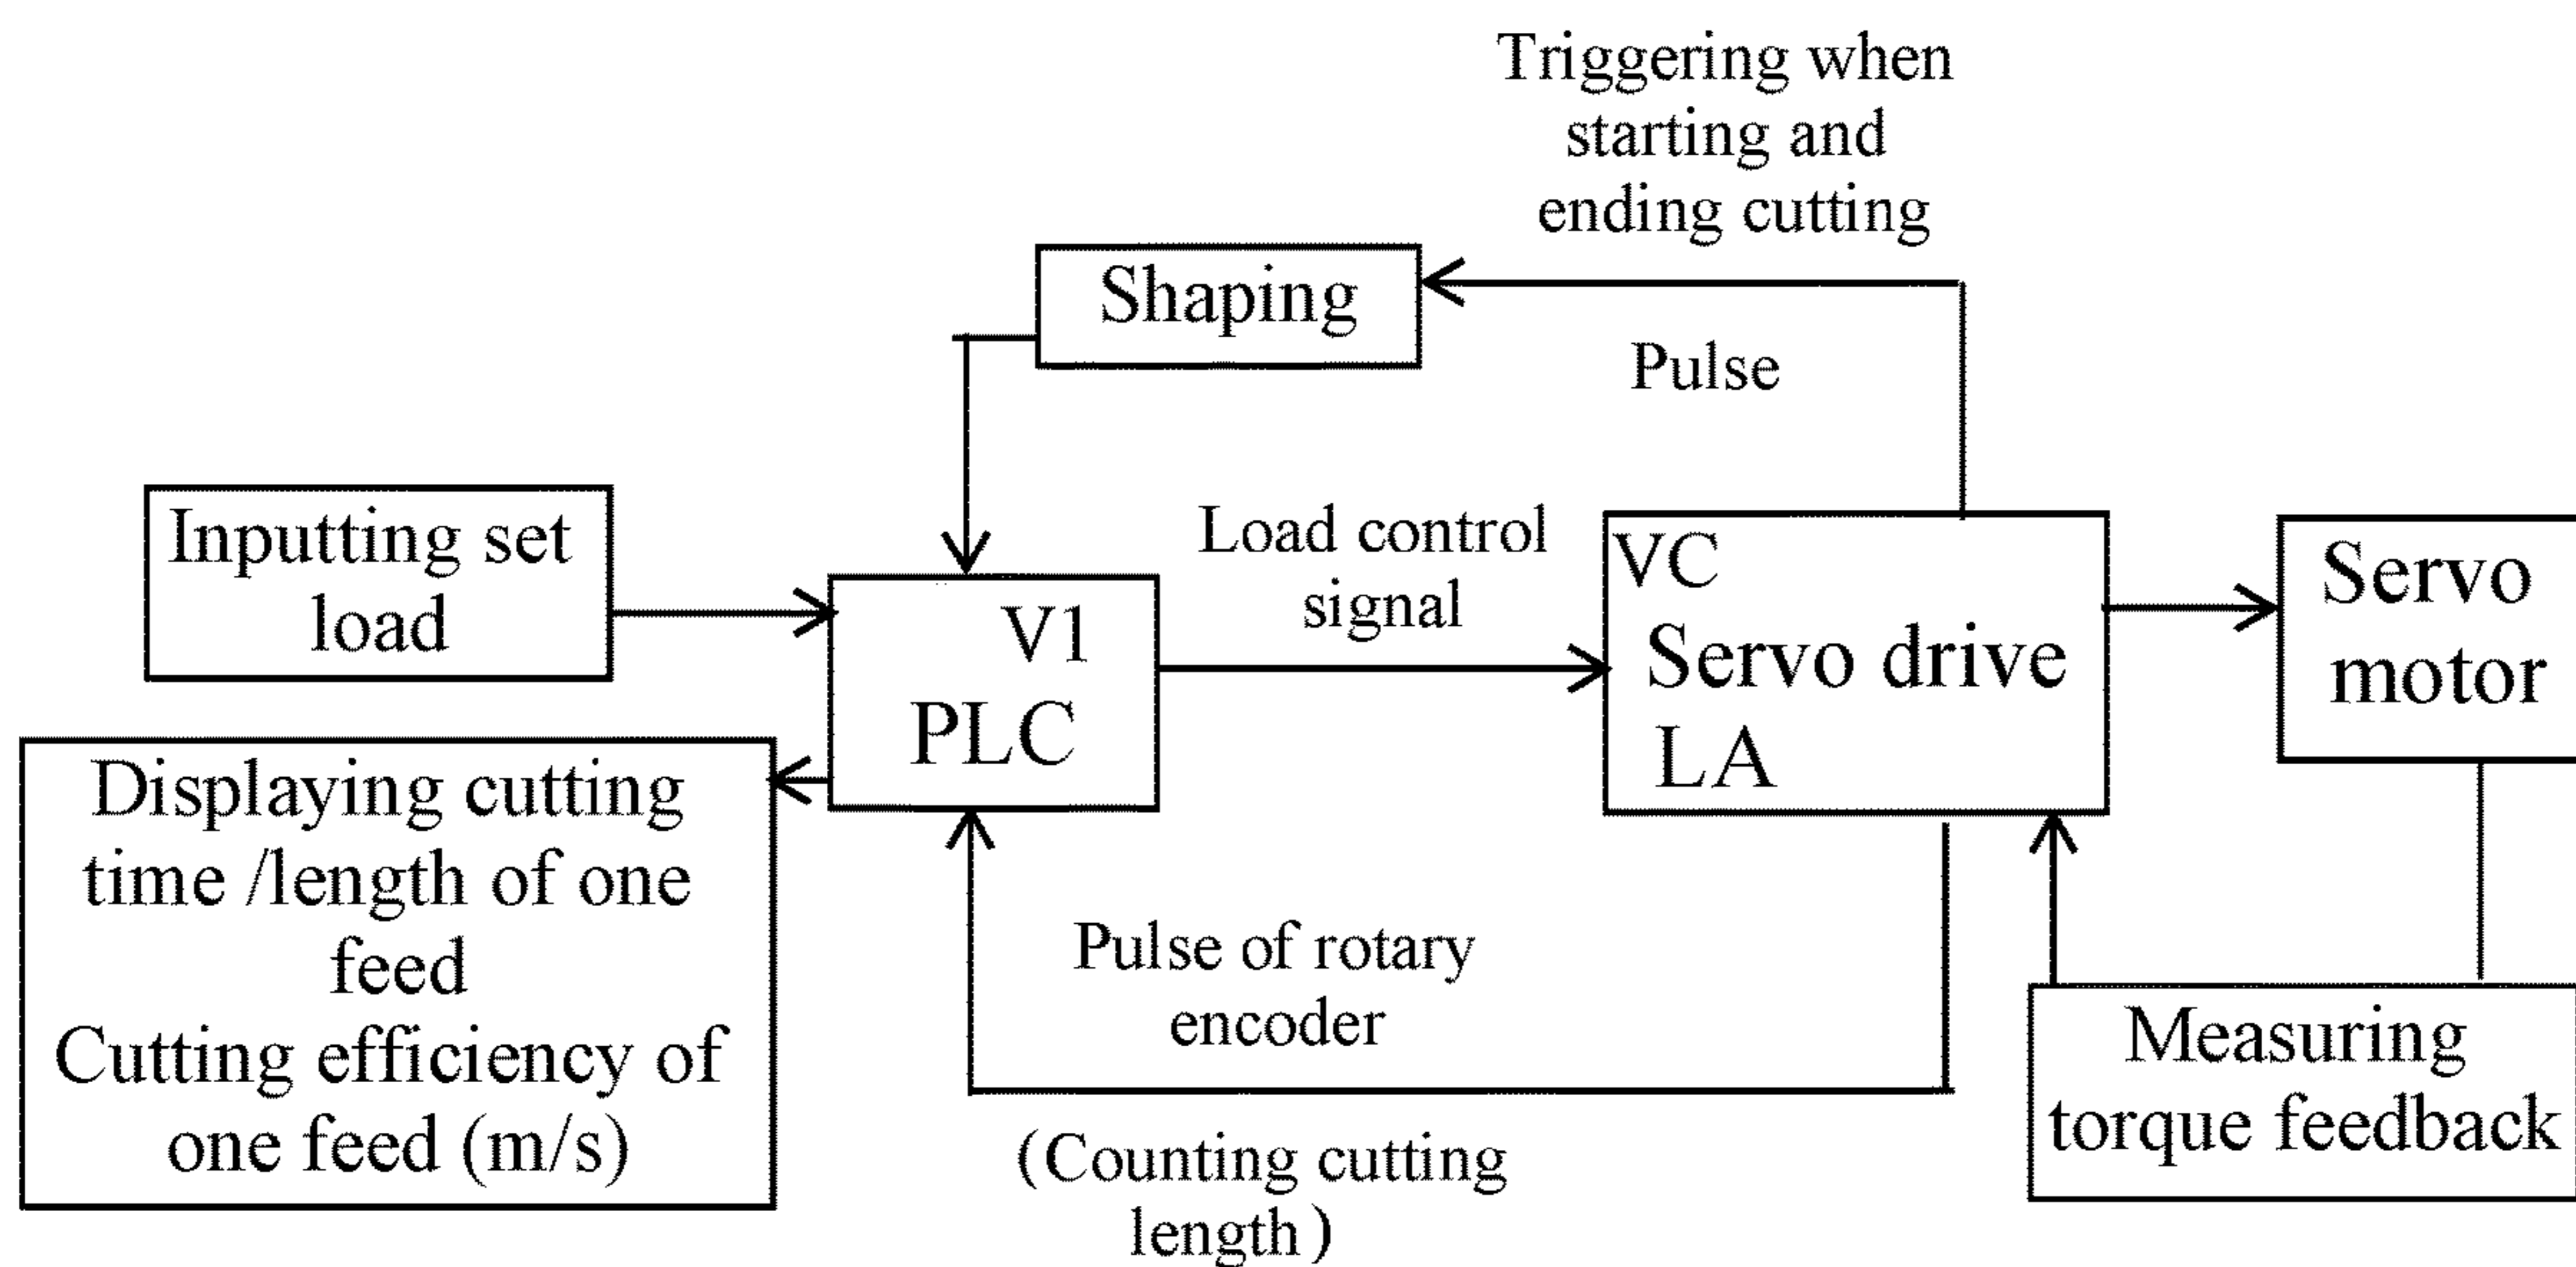 Triggering when
starting and
ending cutting
Shaping
Pulse
Inputting set
load
Load control
signal
V1
PLC
VC
Servo drive
LA
Servo
motor
Displaying cutting
time /length of one
feed
Cutting efficiency of
one feed (m/s)
Pulse of rotary
encoder
(Counting cutting
length)
Measuring
torque feedback